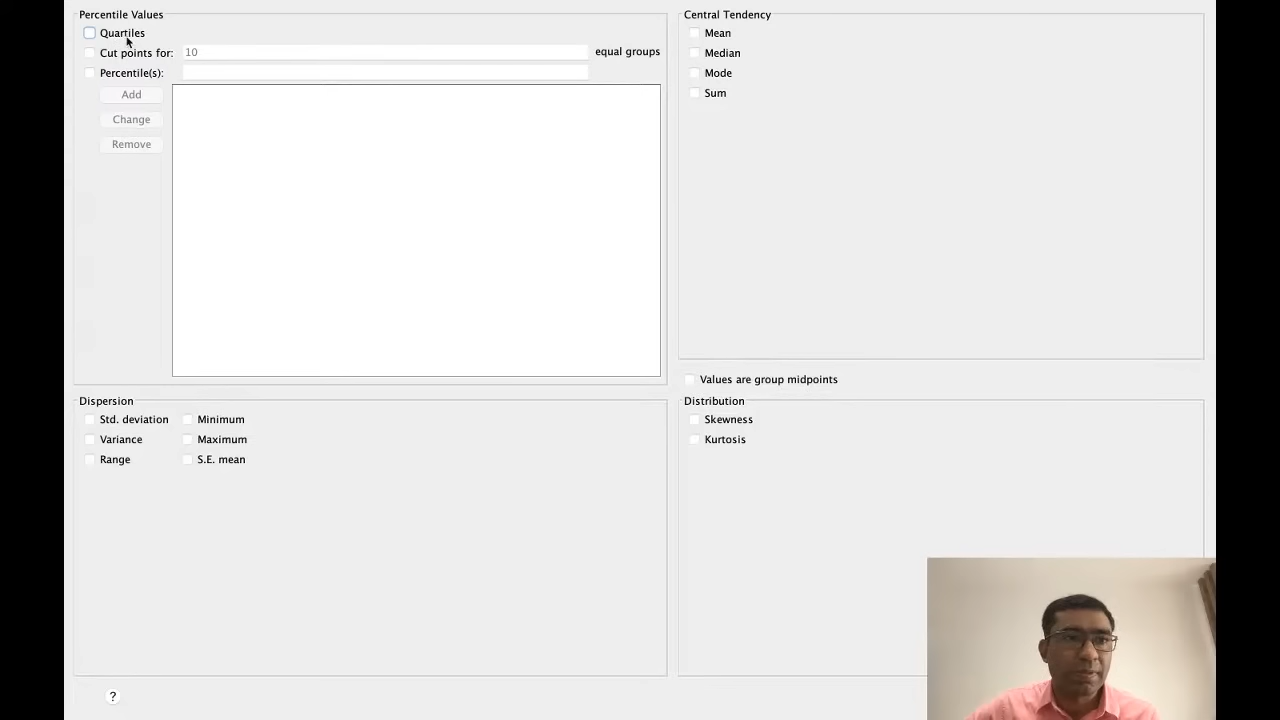 Percentile Values
Quartiles
Cut points for: 10 equal groups
Percentile(s):
Add
Change
Remove
Central Tendency
Mean
Median
Mode
Sum
Values are group midpoints
Dispersion
Std. deviation Minimum
Variance Maximum
Range S.E. mean
Distribution
Skewness
Kurtosis
?